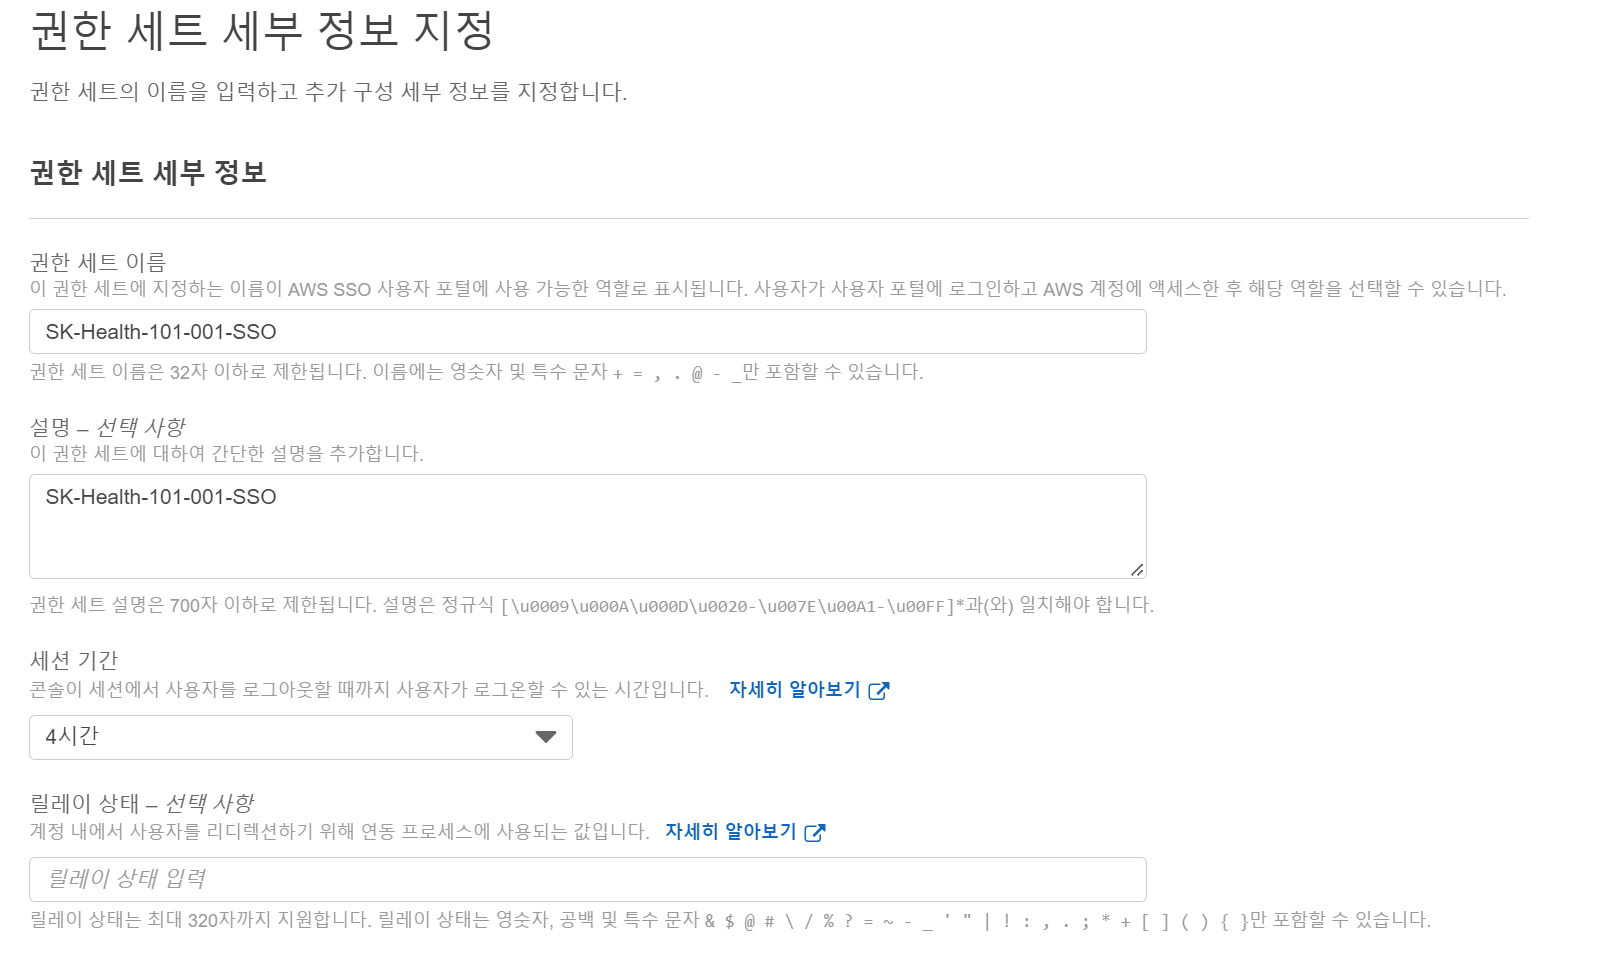 권한 세트 세부 정보 지정
권한 세트의 이름을 입력하고 추가 구성 세부 정보를 지정합니다.
권한 세트 세부 정보
권한 세트 이름
이 권한 세트에 지정하는 이름이 AWS SSO 사용자 포털에 사용 가능한 역할로 표시됩니다. 사용자가 사용자 포털에 로그인하고 AWS 계정에 액세스한 후 해당 역할을 선택할 수 있습니다.
SK-Health-101-001-SSO
권한 세트 이름은 32자 이하로 제한됩니다. 이름에는 영숫자 및 특수 문자 + = , . @ - _만 포함할 수 있습니다.
설명 – 선택 사항
이 권한 세트에 대하여 간단한 설명을 추가합니다.
SK-Health-101-001-SSO
권한 세트 설명은 700자 이하로 제한됩니다. 설명은 정규식 [\u0009\u000A\u000D\u0020-\u007E\u00A1-\u00FF]*과(와) 일치해야 합니다.
세션 기간
콘솔이 세션에서 사용자를 로그아웃할 때까지 사용자가 로그온할 수 있는 시간입니다. 자세히 알아보기
4시간
릴레이 상태 – 선택 사항
계정 내에서 사용자를 리디렉션하기 위해 연동 프로세스에 사용되는 값입니다. 자세히 알아보기
릴레이 상태 입력
릴레이 상태는 최대 320자까지 지원합니다. 릴레이 상태는 영숫자, 공백 및 특수 문자 & $ @ # \ / % ? = ~ - _ ' " | ! : , . ; * + [ ] ( ) { }만 포함할 수 있습니다.